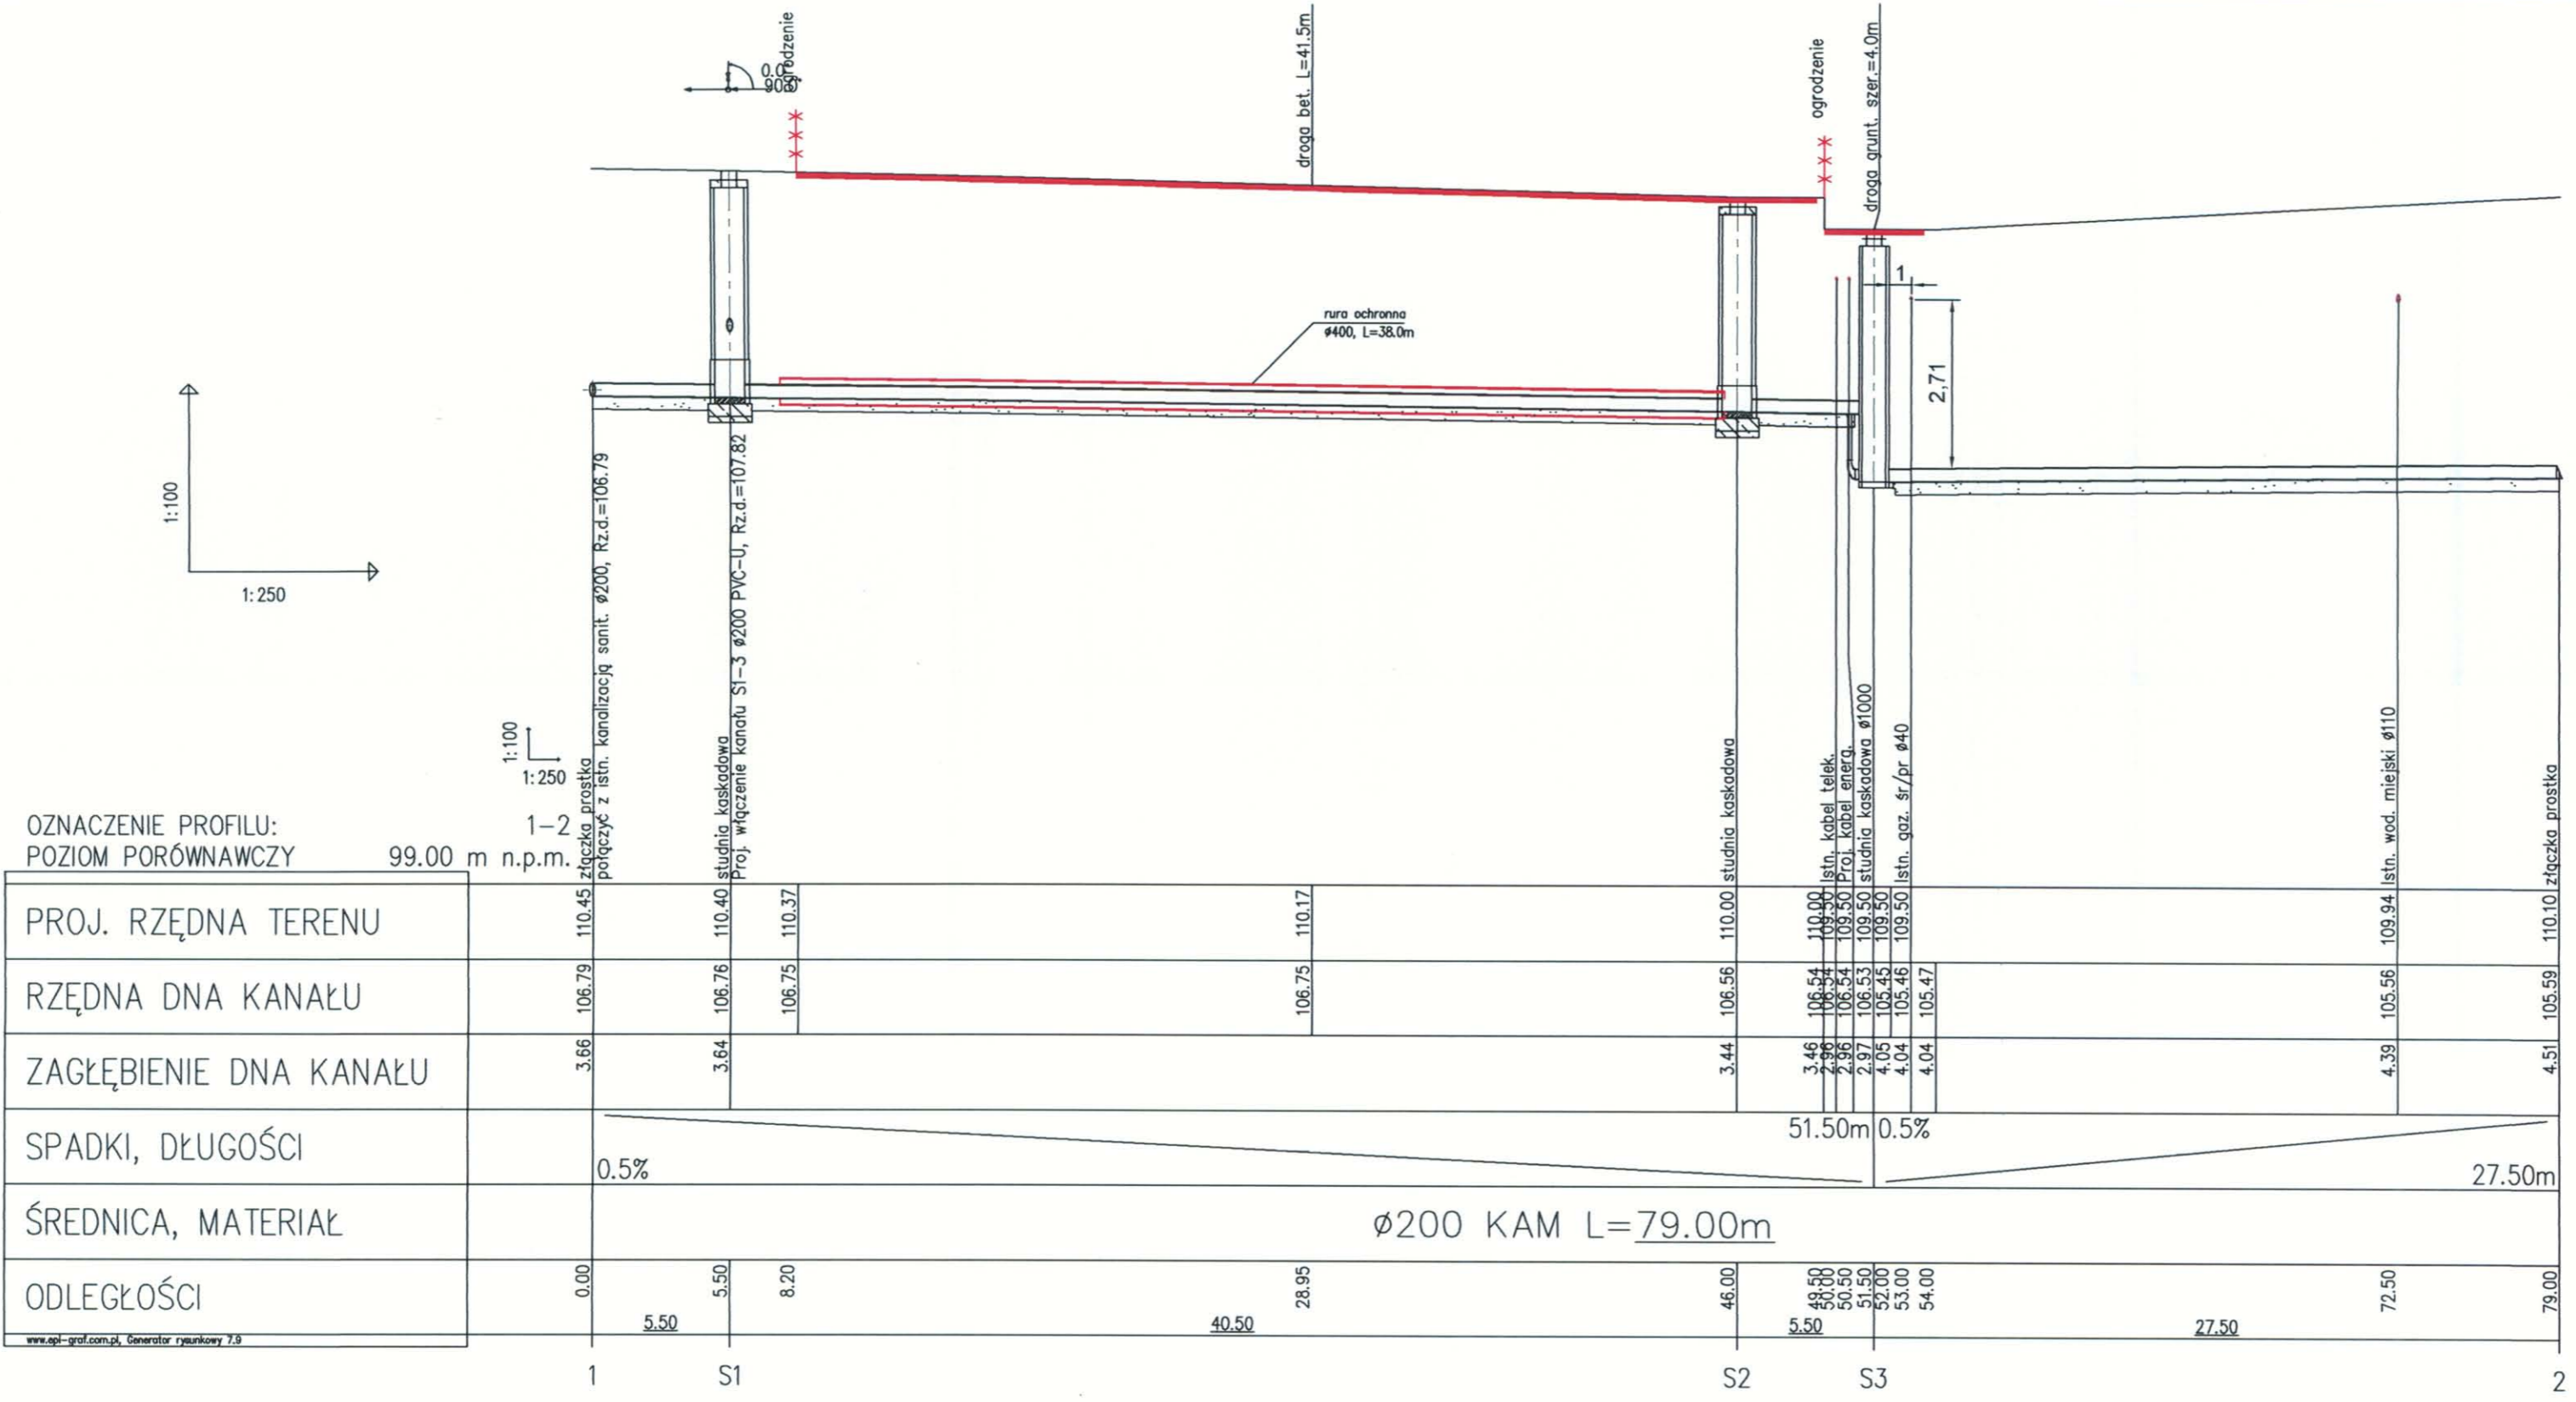 ogrodzenie
0.0
90.0
droga bet. L=41.5m
ogrodzenie
droga grunt. szer.=4.0m
1
2,71
rura ochronna
ø400, L=38.0m
1:100
1:250
1:100
1:250
złączka prostka
połączyć z istn. kanalizacją sanit. ø200, Rz.d.=106.79
studnia kaskadowa
Proj. włączenie kanału S1-3 ø200 PVC-U, Rz.d.=107.82
studnia kaskadowa
Istn. kabel telek.
Proj. kabel energ.
studnia kaskadowa ø1000
Istn. gaz. śr/pr ø40
Istn. wod. miejski ø110
złączka prostka
OZNACZENIE PROFILU: 1-2
POZIOM PORÓWNAWCZY 99.00 m n.p.m.
PROJ. RZĘDNA TERENU 110.45 110.40 110.37 110.17 110.00 110.00 109.50 109.50 109.50 109.50 109.50 109.94 110.10
RZĘDNA DNA KANAŁU 106.79 106.76 106.75 106.75 106.56 106.54 106.54 106.54 106.53 105.45 105.46 105.47 105.56 105.59
ZAGŁĘBIENIE DNA KANAŁU 3.66 3.64 3.44 3.46 2.96 2.96 2.97 4.05 4.04 4.04 4.39 4.51
SPADKI, DŁUGOŚCI 0.5% 51.50m 0.5% 27.50m
ŚREDNICA, MATERIAŁ ø200 KAM L=79.00m
ODLEGŁOŚCI 0.00 5.50 8.20 28.95 46.00 49.50 50.00 50.50 51.50 52.00 53.00 54.00 72.50 79.00
5.50 40.50 5.50 27.50
www.epi-graf.com.pl, Generator rysunkowy 7.9
1 S1 S2 S3 2